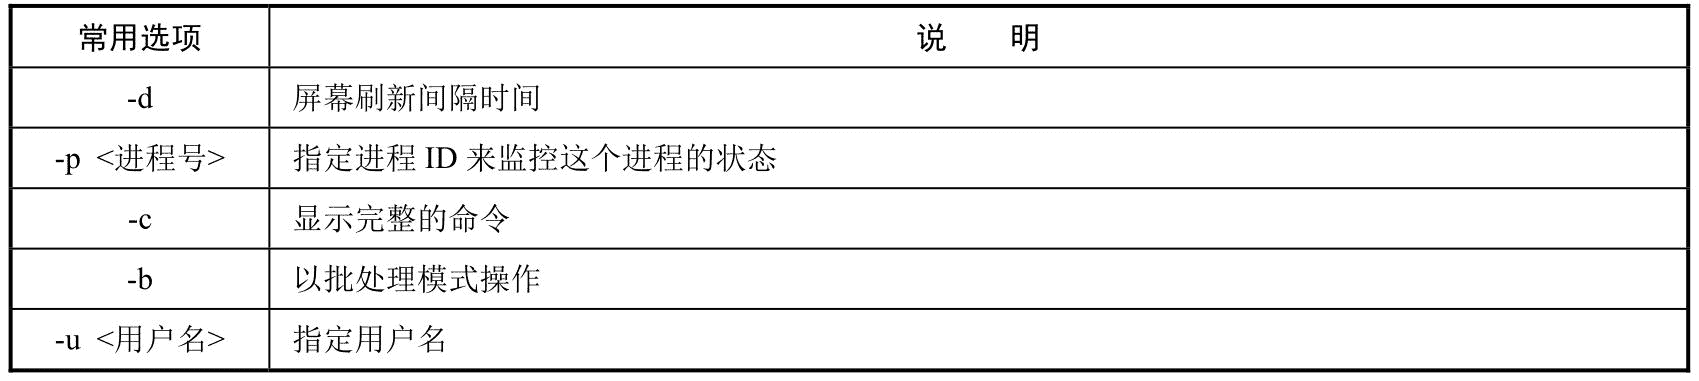 常用选项 说 明
-d 屏幕刷新间隔时间
-p <进程号> 指定进程 ID 来监控这个进程的状态
-c 显示完整的命令
-b 以批处理模式操作
-u <用户名> 指定用户名